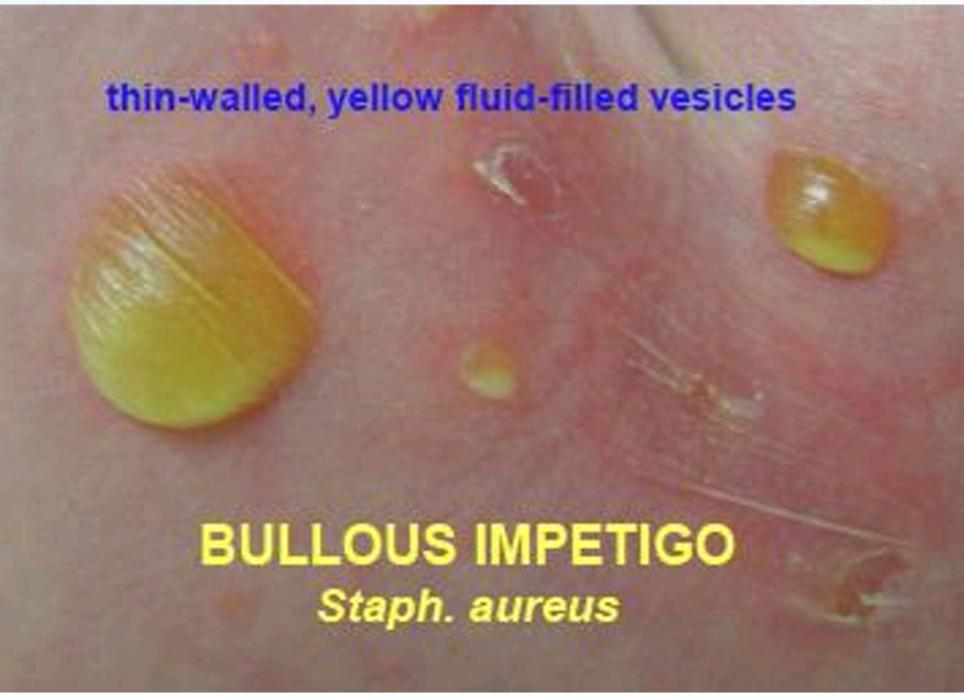 thin-walled, yellow fluid-filled vesicles
BULLOUS IMPETIGO
Staph. aureus